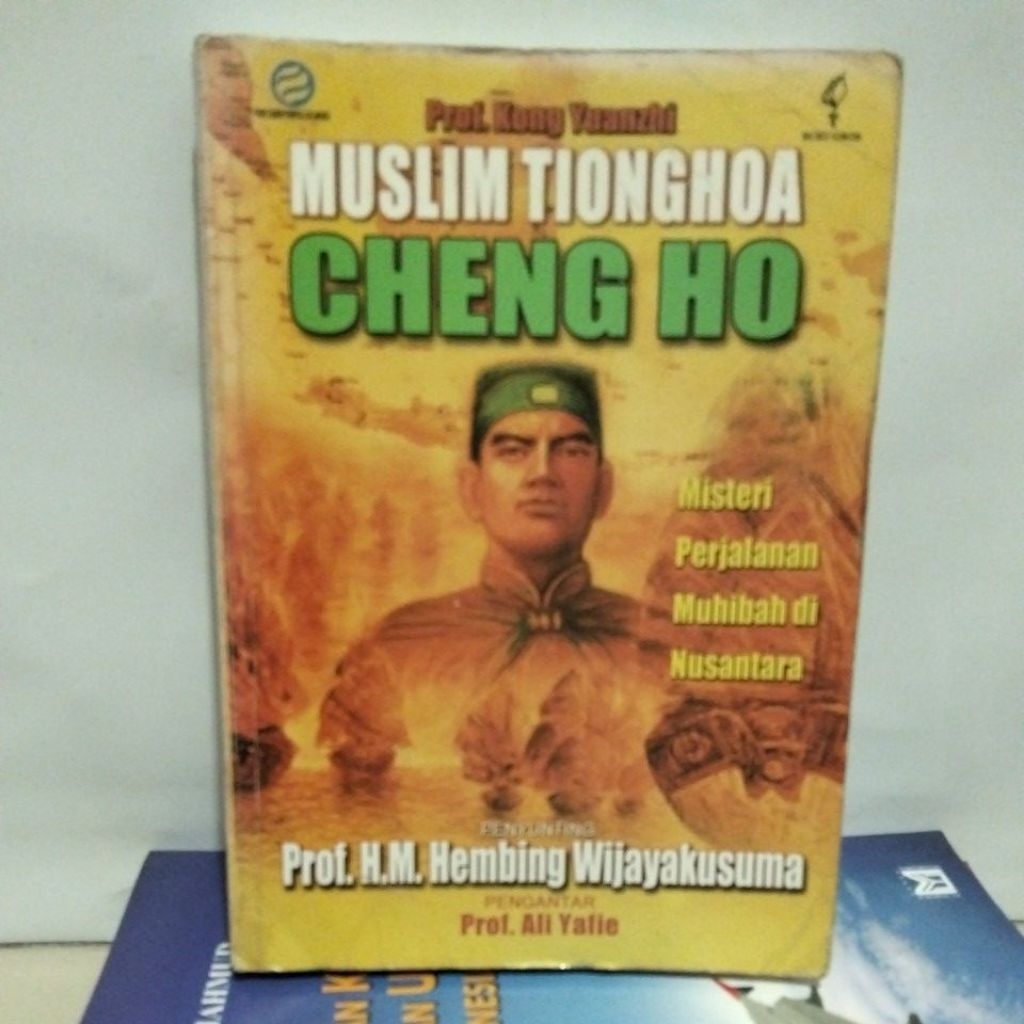 Prof. Kong Yuanzhi
MUSLIM TIONGHOA
CHENG HO
Misteri
Perjalanan
Muhibah di
Nusantara
PENYUNTING
Prof. H.M. Hembing Wijayakusuma
PENGANTAR
Prof. Ali Yafie